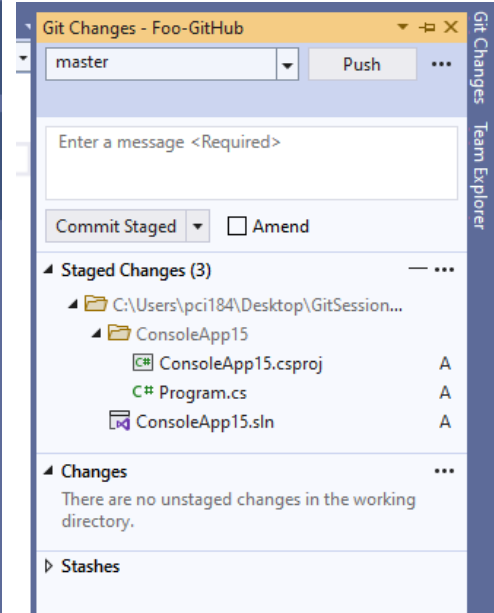 Git Changes - Foo-GitHub
master
Push
Enter a message <Required>
Commit Staged
Amend
Staged Changes (3)
C:\Users\pci184\Desktop\GitSession...
ConsoleApp15
C# ConsoleApp15.csproj A
C# Program.cs A
ConsoleApp15.sln A
Changes
There are no unstaged changes in the working
directory.
Stashes
Git Changes
Team Explorer